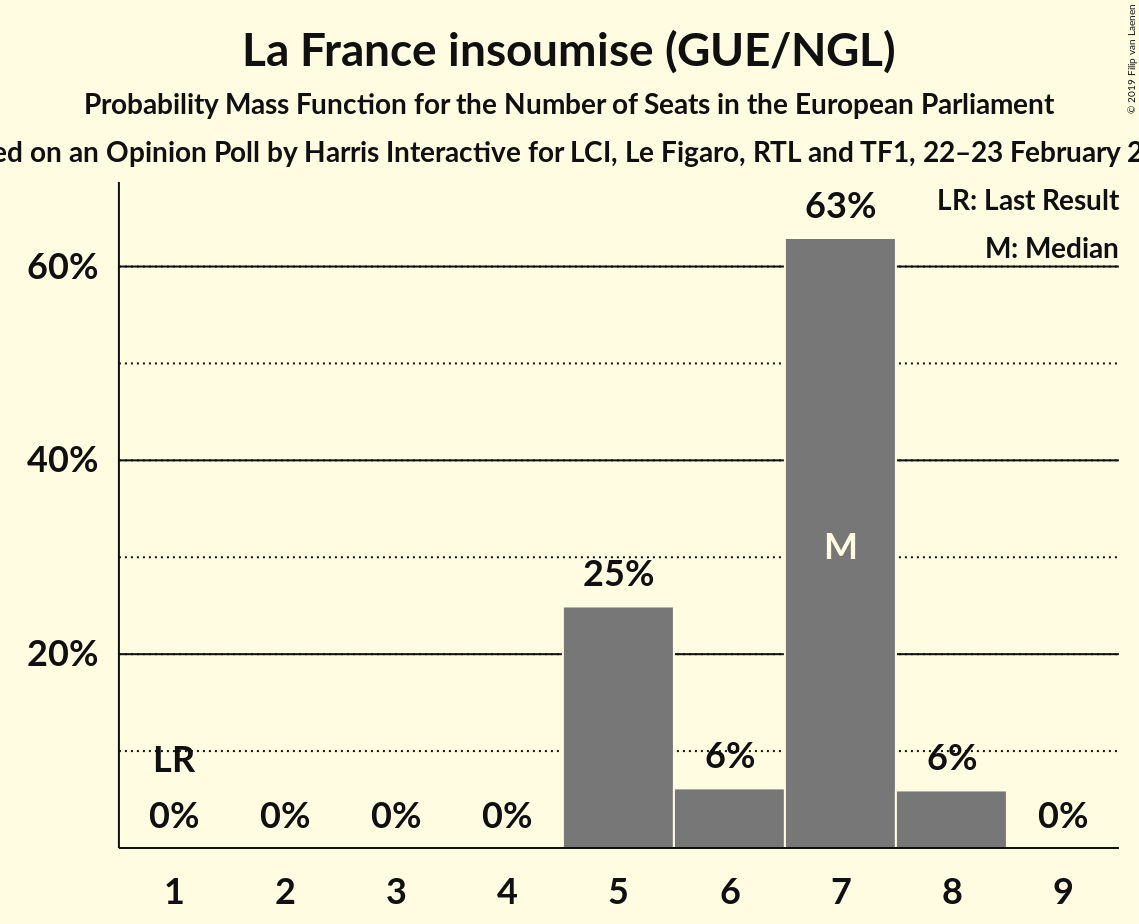 La France insoumise (GUE/NGL)
Probability Mass Function for the Number of Seats in the European Parliament
on an Opinion Poll by Harris Interactive for LCI, Le Figaro, RTL and TF1, 22–23 February
© 2019 Filip van Laenen
LR: Last Result
M: Median
63%
60%
40%
M
25%
20%
LR
6%
6%
0%
0%
0%
0%
0%
1 2 3 4 5 6 7 8 9